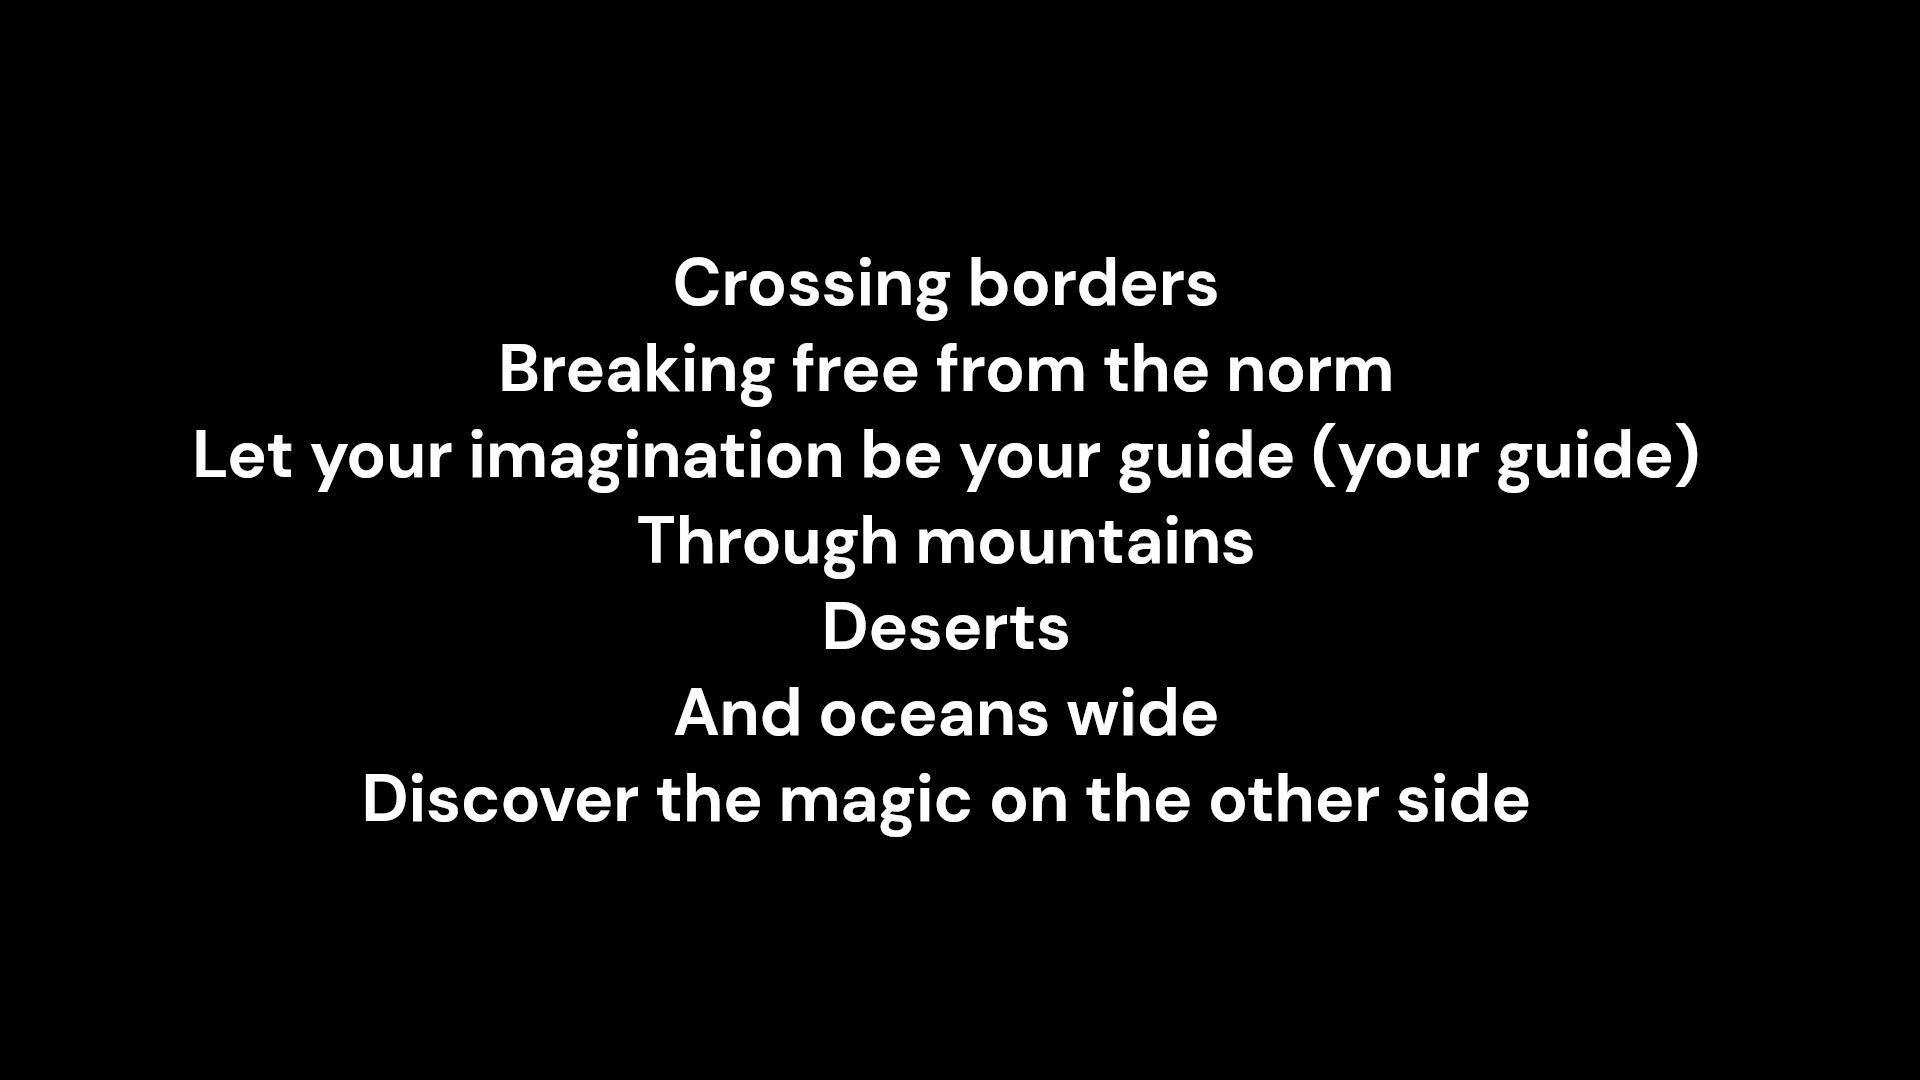 Crossing borders
Breaking free from the norm
Let your imagination be your guide (your guide)
Through mountains
Deserts
And oceans wide
Discover the magic on the other side